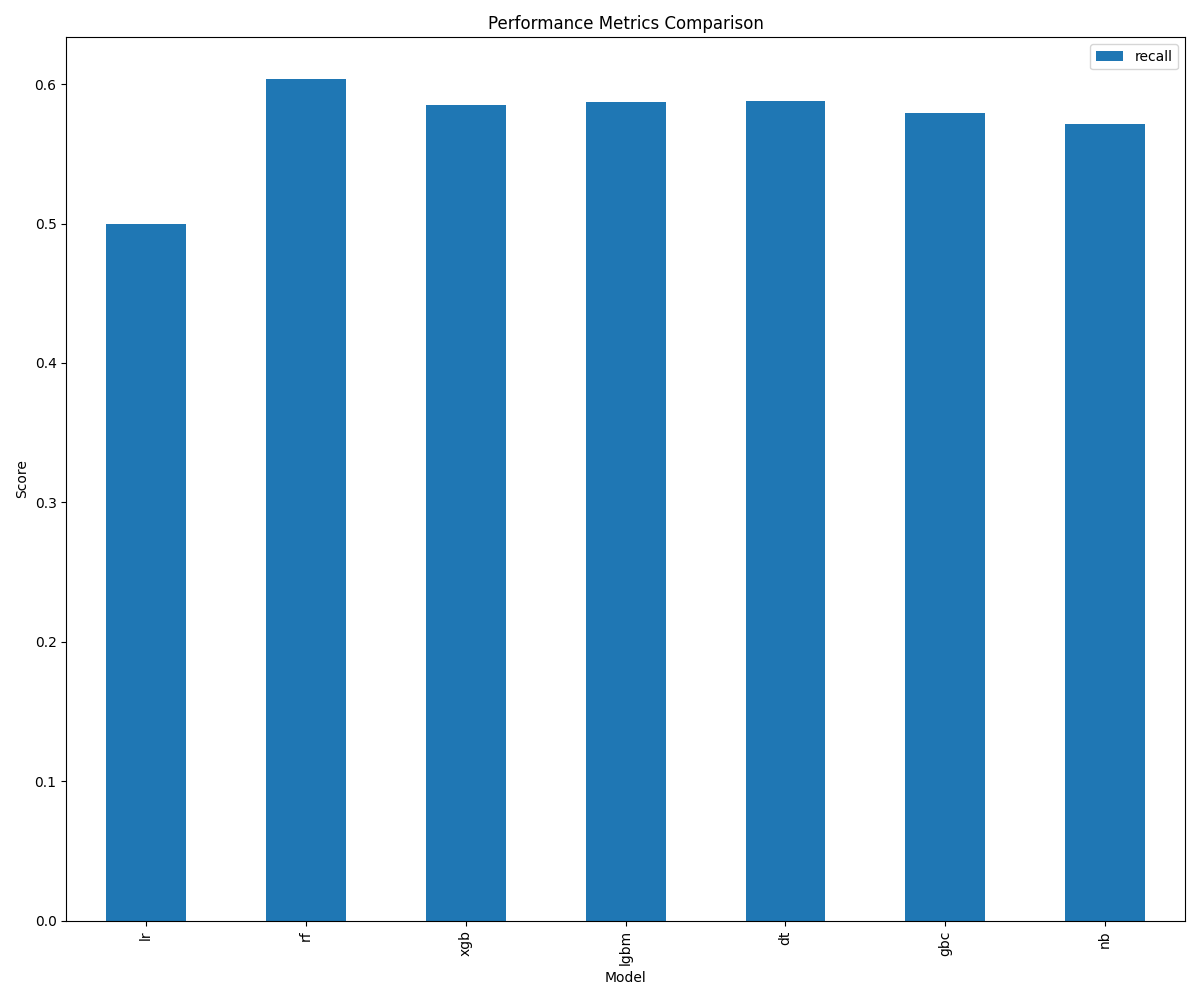 Performance Metrics Comparison
recall
0.6
0.5
0.4
0.3
0.2
0.1
0.0
Score
lr
rf
xgb
lgbm
dt
gbc
nb
Model